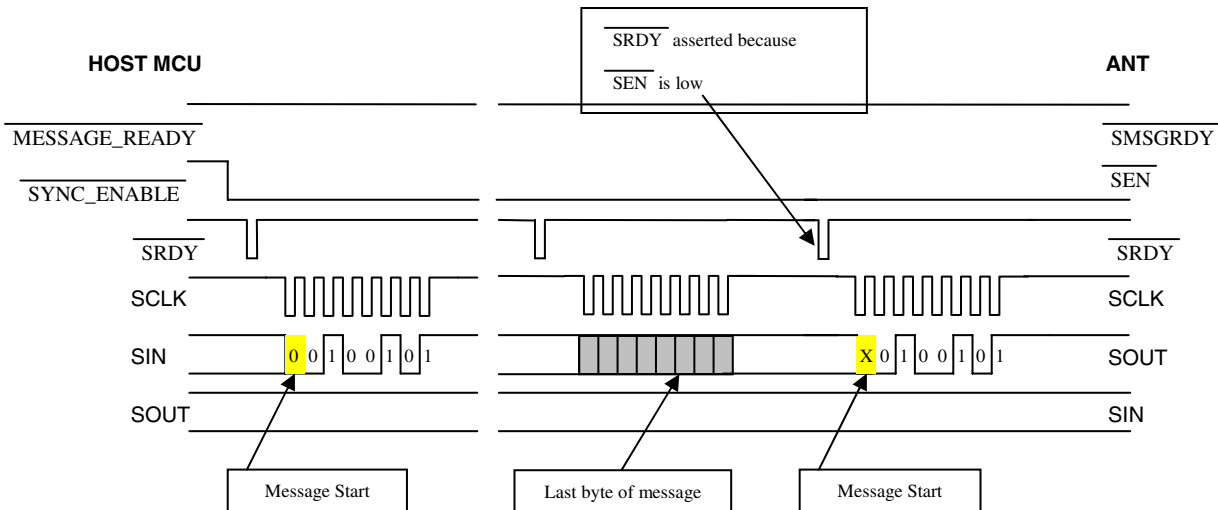 SRDY asserted because
SEN is low
HOST MCU
ANT
MESSAGE_READY
SMSGRDY
SYNC_ENABLE
SEN
SRDY
SRDY
SCLK
SCLK
SIN
0 0 1 0 0 1 0 1
X 0 1 0 0 1 0 1
SOUT
SOUT
SIN
Message Start
Last byte of message
Message Start